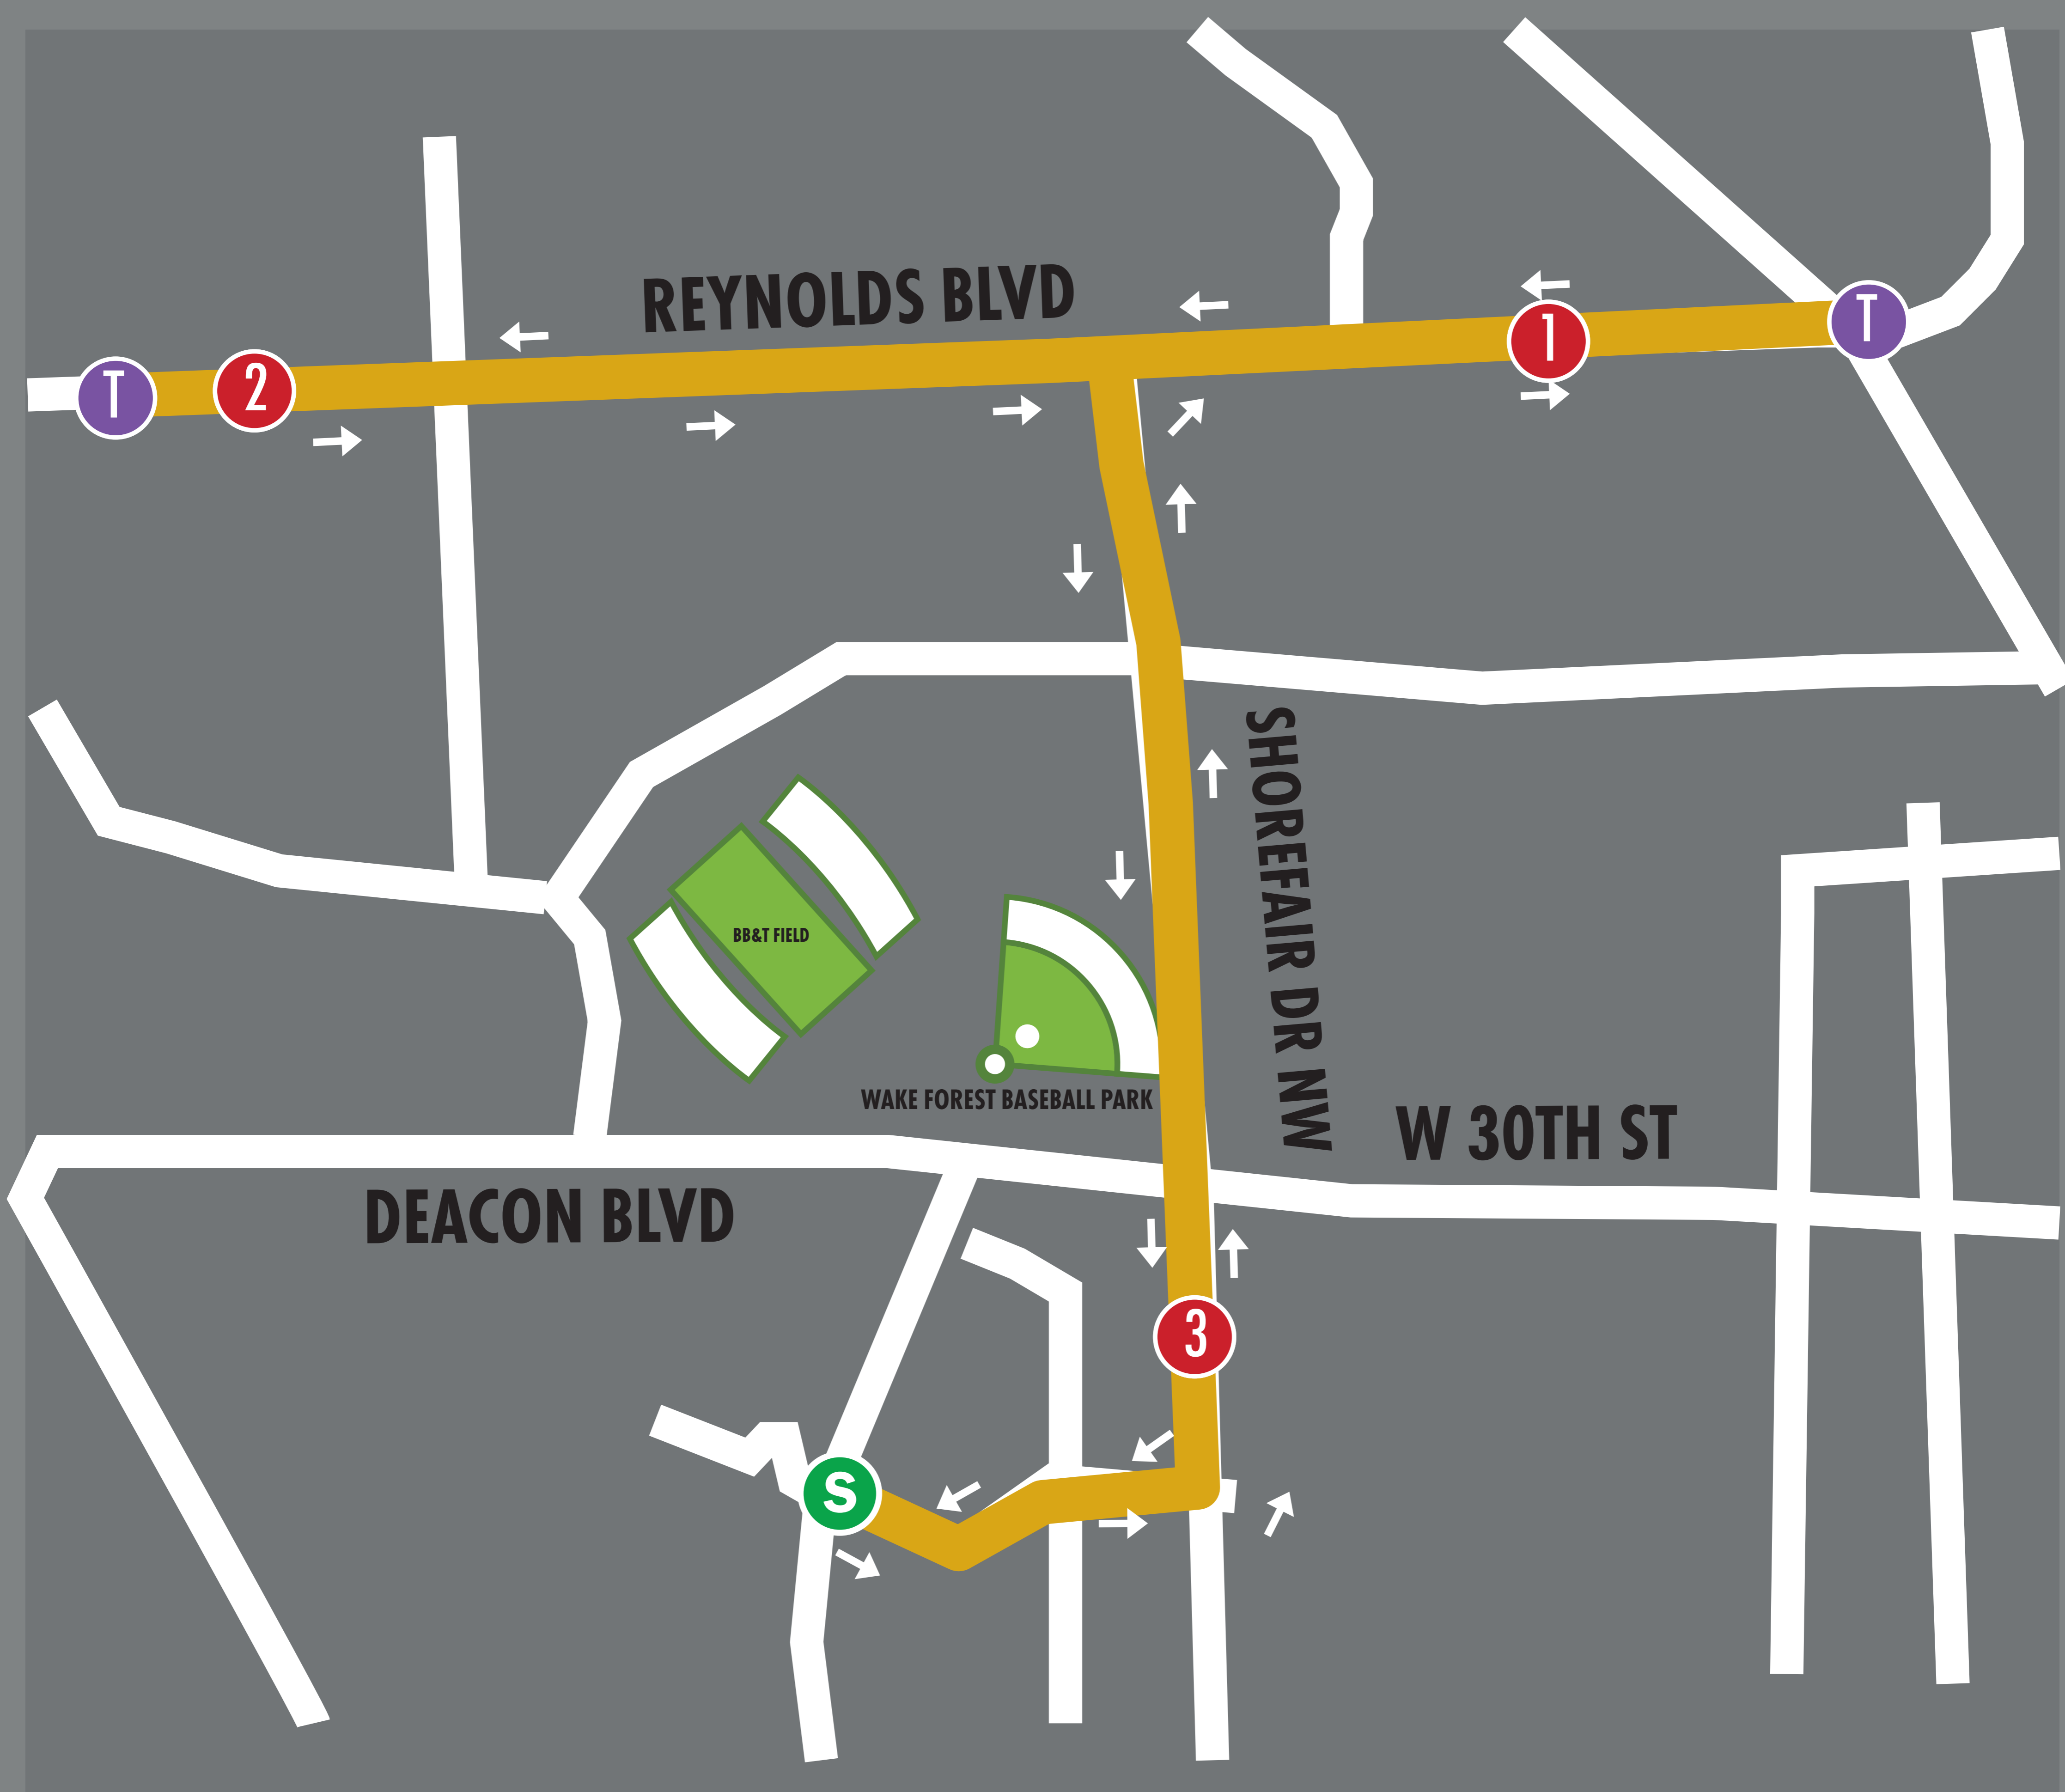 REYNOLDS BLVD
1
T
T
2
SHOREFAIR DR NW
BB&T FIELD
WAKE FOREST BASEBALL PARK
W 30TH ST
DEACON BLVD
3
S